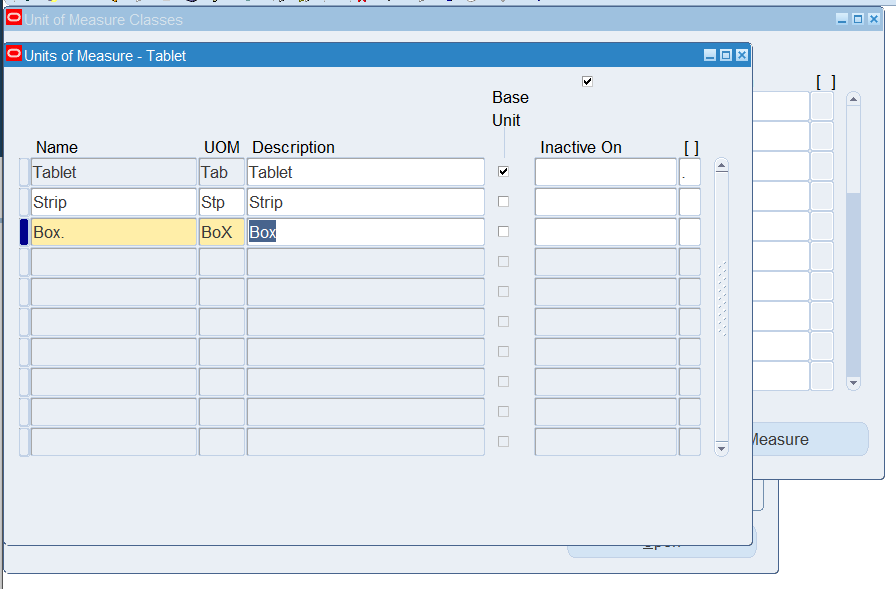 Unit of Measure Classes
Units of Measure - Tablet
[ ]
Base
Unit
Name UOM Description Inactive On [ ]
Tablet Tab Tablet .
Strip Stp Strip
Box. BoX Box
Measure